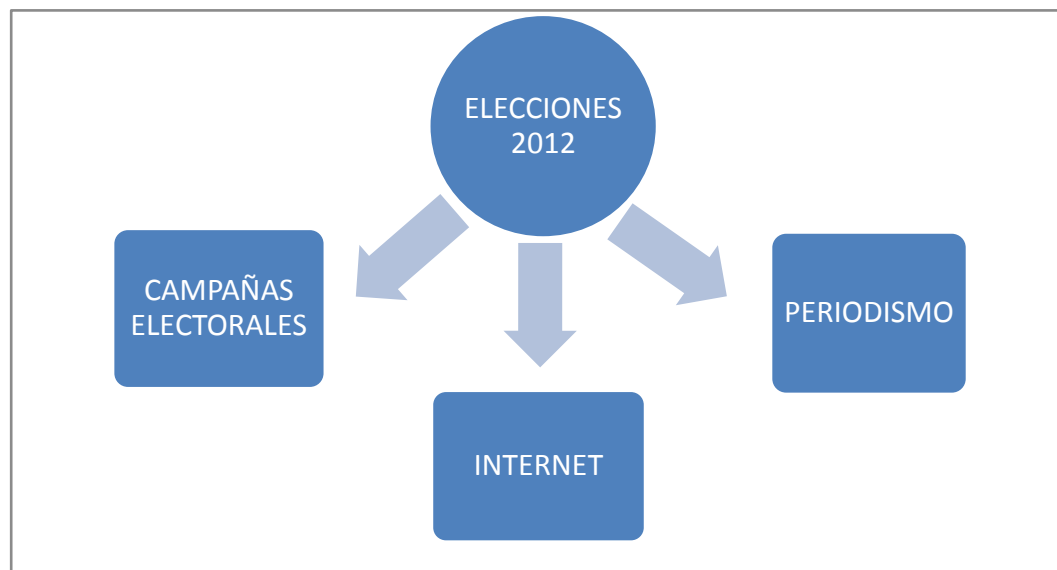 ELECCIONES
2012
CAMPAÑAS
ELECTORALES
PERIODISMO
INTERNET